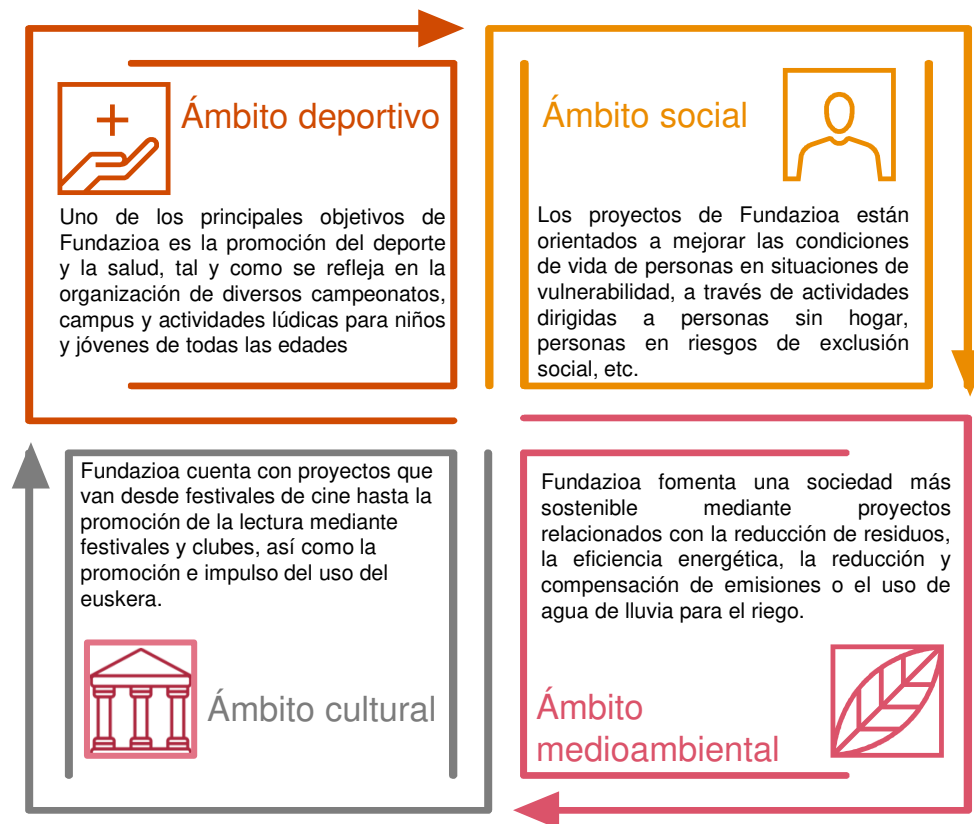 Ámbito deportivo
Uno de los principales objetivos de
Fundazioa es la promoción del deporte
y la salud, tal y como se refleja en la
organización de diversos campeonatos,
campus y actividades lúdicas para niños
y jóvenes de todas las edades
Ámbito social
Los proyectos de Fundazioa están
orientados a mejorar las condiciones
de vida de personas en situaciones de
vulnerabilidad, a través de actividades
dirigidas a personas sin hogar,
personas en riesgos de exclusión
social, etc.
Fundazioa cuenta con proyectos que
van desde festivales de cine hasta la
promoción de la lectura mediante
festivales y clubes, así como la
promoción e impulso del uso del
euskera.
Ámbito cultural
Fundazioa fomenta una sociedad más
sostenible mediante proyectos
relacionados con la reducción de residuos,
la eficiencia energética, la reducción y
compensación de emisiones o el uso de
agua de lluvia para el riego.
Ámbito
medioambiental